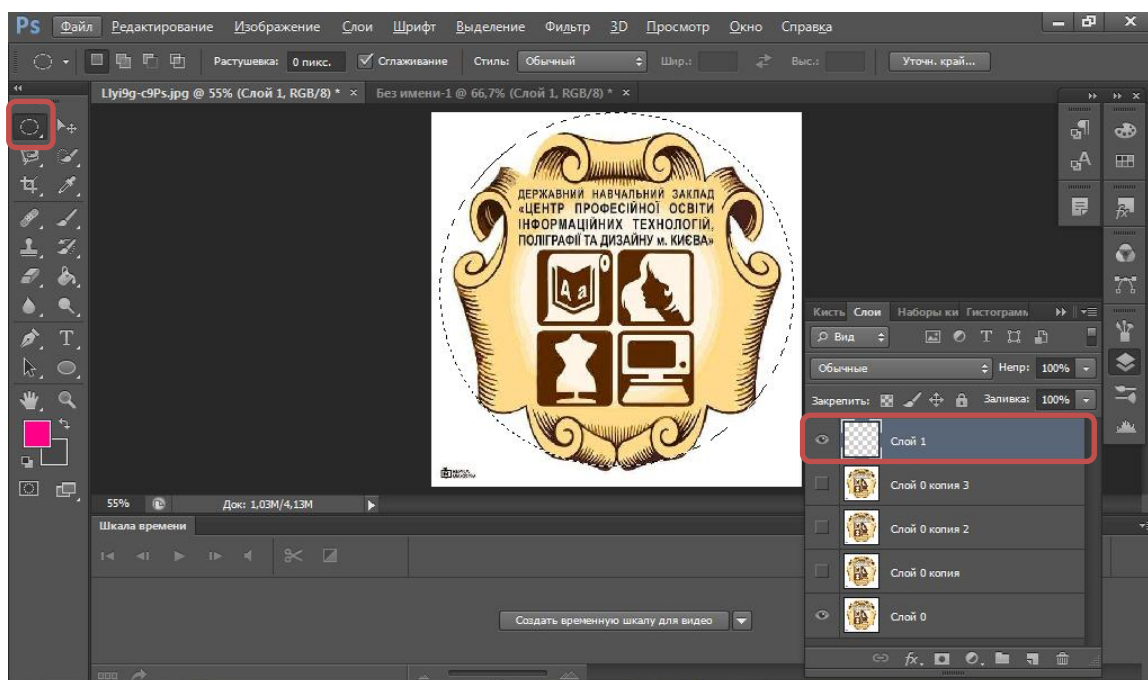 Ps Файл Редактирование Изображение Слои Шрифт Выделение Фильтр 3D Просмотр Окно Справка
Растушевка: 0 пикс. Сглаживание Стиль: Обычный Шир.: Выс.: Уточн. край...
LIyi9g-c9Ps.jpg @ 55% (Слой 1, RGB/8) * × Без имени-1 @ 66,7% (Слой 1, RGB/8) * ×
ДЕРЖАВНИЙ НАВЧАЛЬНИЙ ЗАКЛАД
«ЦЕНТР ПРОФЕСІЙНОЇ ОСВІТИ
ІНФОРМАЦІЙНИХ ТЕХНОЛОГІЙ,
ПОЛІГРАФІЇ ТА ДИЗАЙНУ м. КИЄВА»
A a
Кисть Слои Наборы ки Гистограмм
Вид
Обычные Непр: 100%
Закрепить: Заливка: 100%
Слой 1
Слой 0 копия 3
Слой 0 копия 2
Слой 0 копия
Слой 0
fx
55% Док: 1,03M/4,13M
Шкала времени
Создать временную шкалу для видео